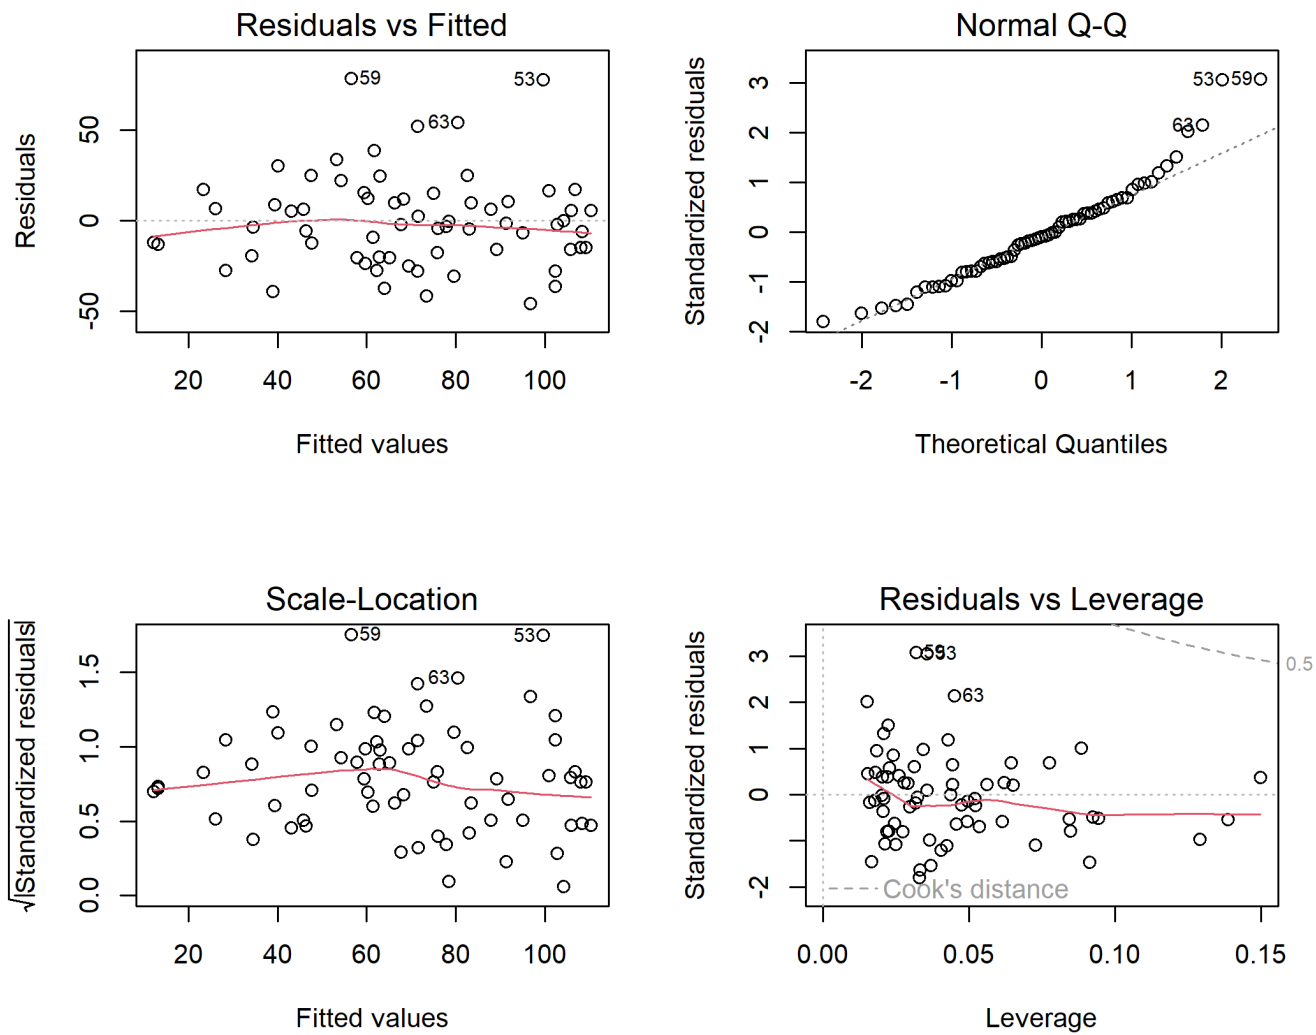 Residuals vs Fitted
Residuals
50
0
-50
59
53
63
20 40 60 80 100
Fitted values
Normal Q-Q
Standardized residuals
3
2
1
0
-1
-2
53 59
63
-2 -1 0 1 2
Theoretical Quantiles
Scale-Location
√|Standardized residuals|
1.5
1.0
0.5
0.0
59
53
63
20 40 60 80 100
Fitted values
Residuals vs Leverage
Standardized residuals
3
2
1
0
-1
-2
59
53
63
0.5
Cook's distance
0.00 0.05 0.10 0.15
Leverage